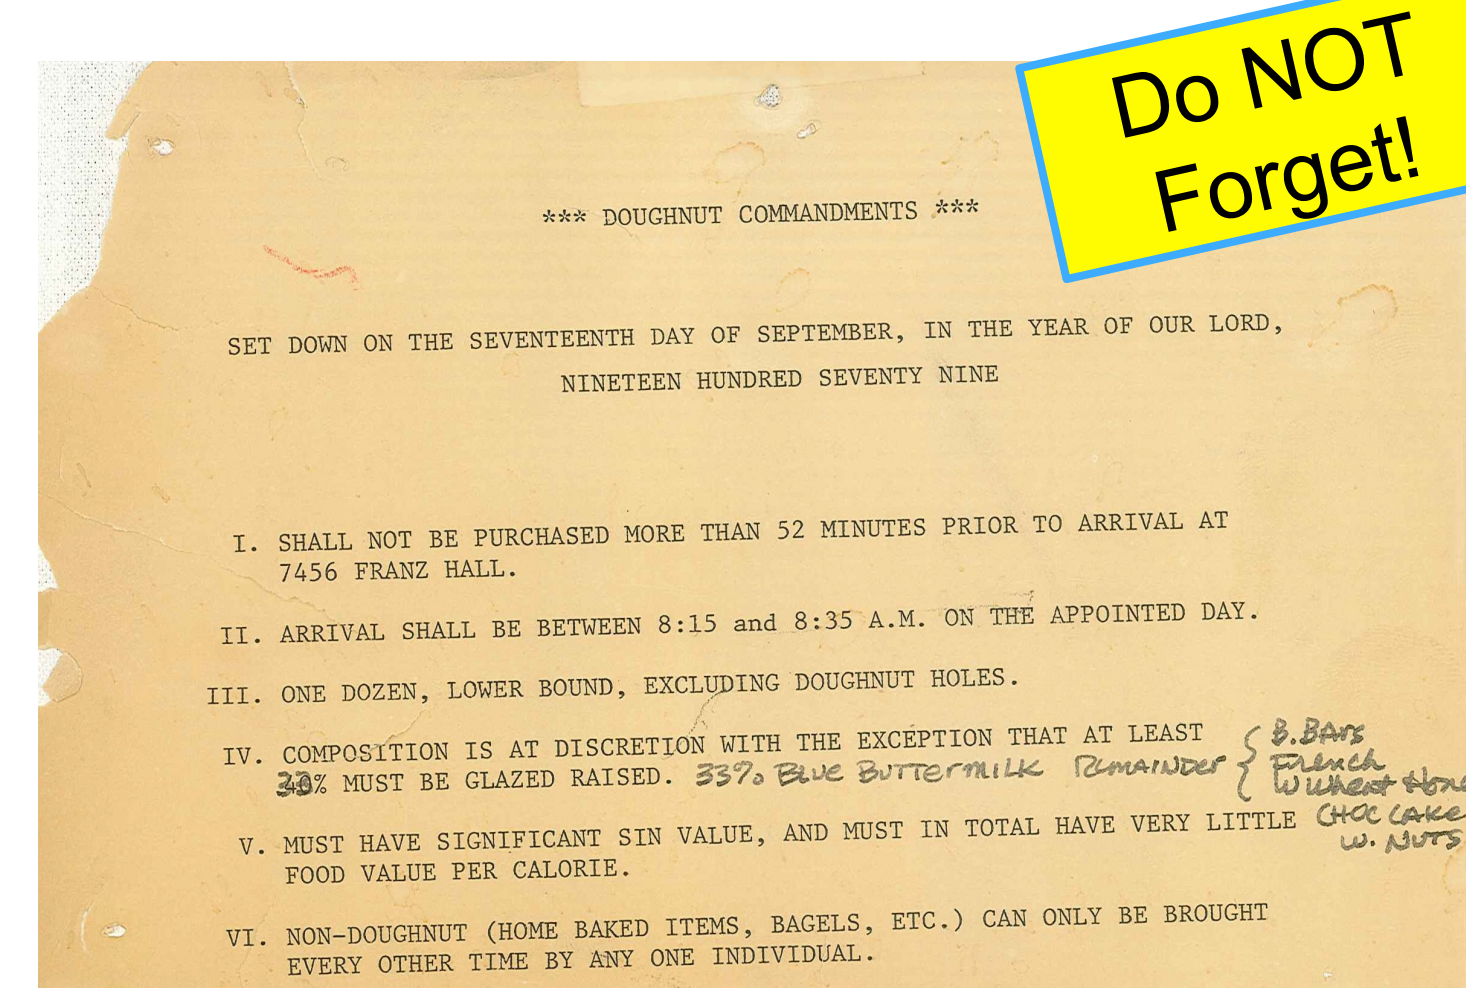 Do NOT
Forget!
*** DOUGHNUT COMMANDMENTS ***
SET DOWN ON THE SEVENTEENTH DAY OF SEPTEMBER, IN THE YEAR OF OUR LORD,
NINETEEN HUNDRED SEVENTY NINE
I. SHALL NOT BE PURCHASED MORE THAN 52 MINUTES PRIOR TO ARRIVAL AT
7456 FRANZ HALL.
II. ARRIVAL SHALL BE BETWEEN 8:15 and 8:35 A.M. ON THE APPOINTED DAY.
III. ONE DOZEN, LOWER BOUND, EXCLUDING DOUGHNUT HOLES.
IV. COMPOSITION IS AT DISCRETION WITH THE EXCEPTION THAT AT LEAST
% MUST BE GLAZED RAISED. 33% BLUE BUTTERMILK REMAINDER { B.BARS
French
W Wheat
CHOC CAKE
W. NUTS
V. MUST HAVE SIGNIFICANT SIN VALUE, AND MUST IN TOTAL HAVE VERY LITTLE
FOOD VALUE PER CALORIE.
VI. NON-DOUGHNUT (HOME BAKED ITEMS, BAGELS, ETC.) CAN ONLY BE BROUGHT
EVERY OTHER TIME BY ANY ONE INDIVIDUAL.